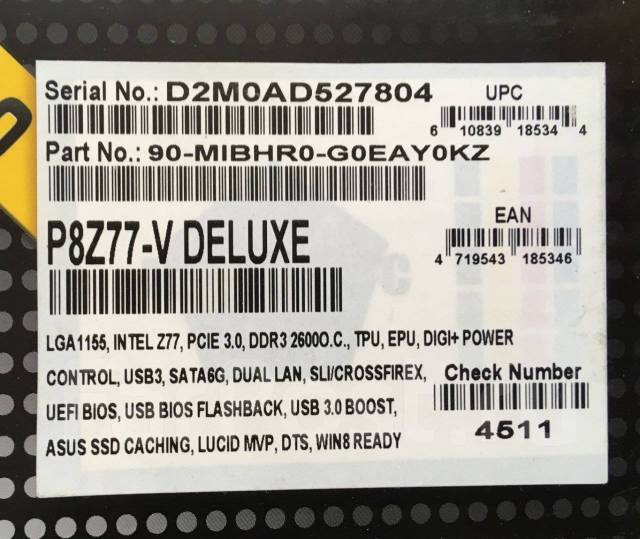 Serial No.: D2M0AD527804
UPC
6 10839 18534 4
Part No.: 90-MIBHR0-G0EAY0KZ
P8Z77-V DELUXE
EAN
4 719543 185346
LGA1155, INTEL Z77, PCIE 3.0, DDR3 2600O.C., TPU, EPU, DIGI+ POWER
CONTROL, USB3, SATA6G, DUAL LAN, SLI/CROSSFIREX,
UEFI BIOS, USB BIOS FLASHBACK, USB 3.0 BOOST,
ASUS SSD CACHING, LUCID MVP, DTS, WIN8 READY
Check Number
4511